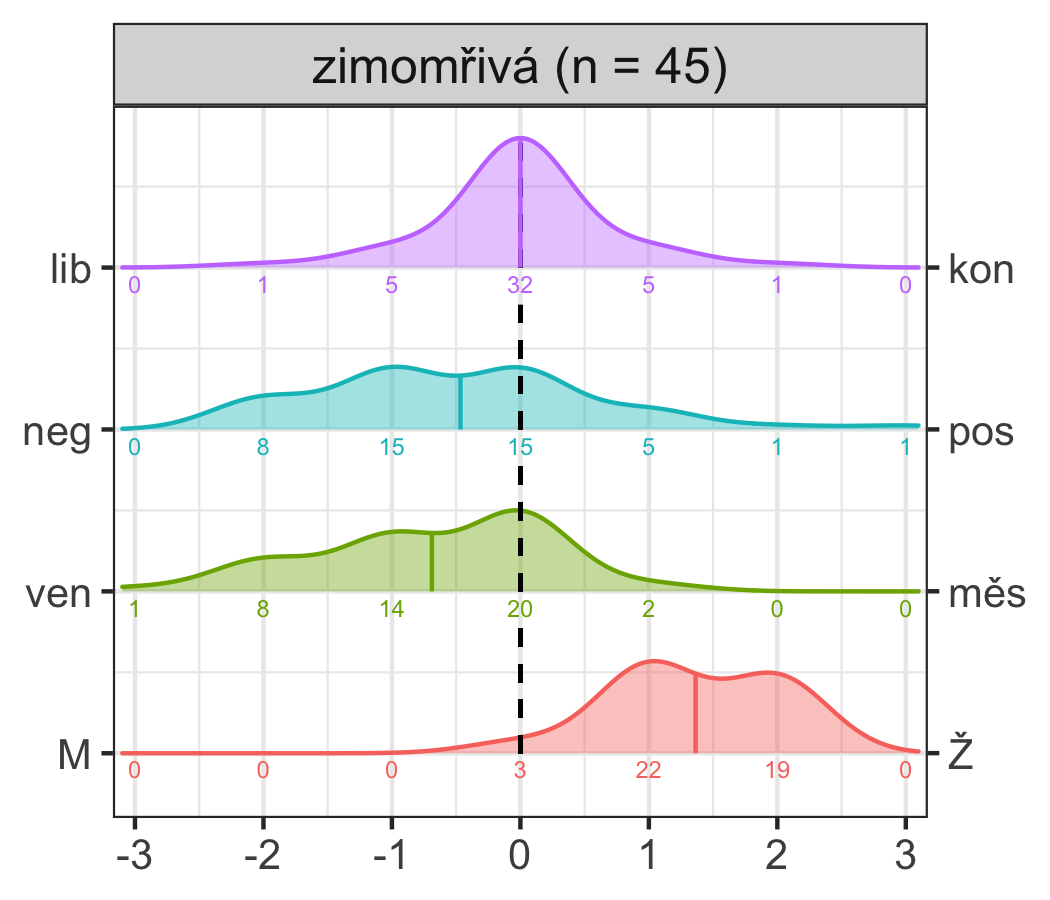 zimomřivá (n = 45)
lib kon
0 1 5 32 5 1 0
neg pos
0 8 15 15 5 1 1
ven měs
1 8 14 20 2 0 0
M Ž
0 0 0 3 22 19 0
-3 -2 -1 0 1 2 3